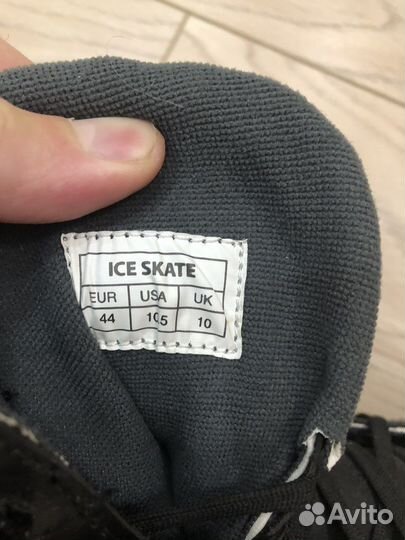 ICE SKATE
EUR USA UK
44 10,5 10
Avito